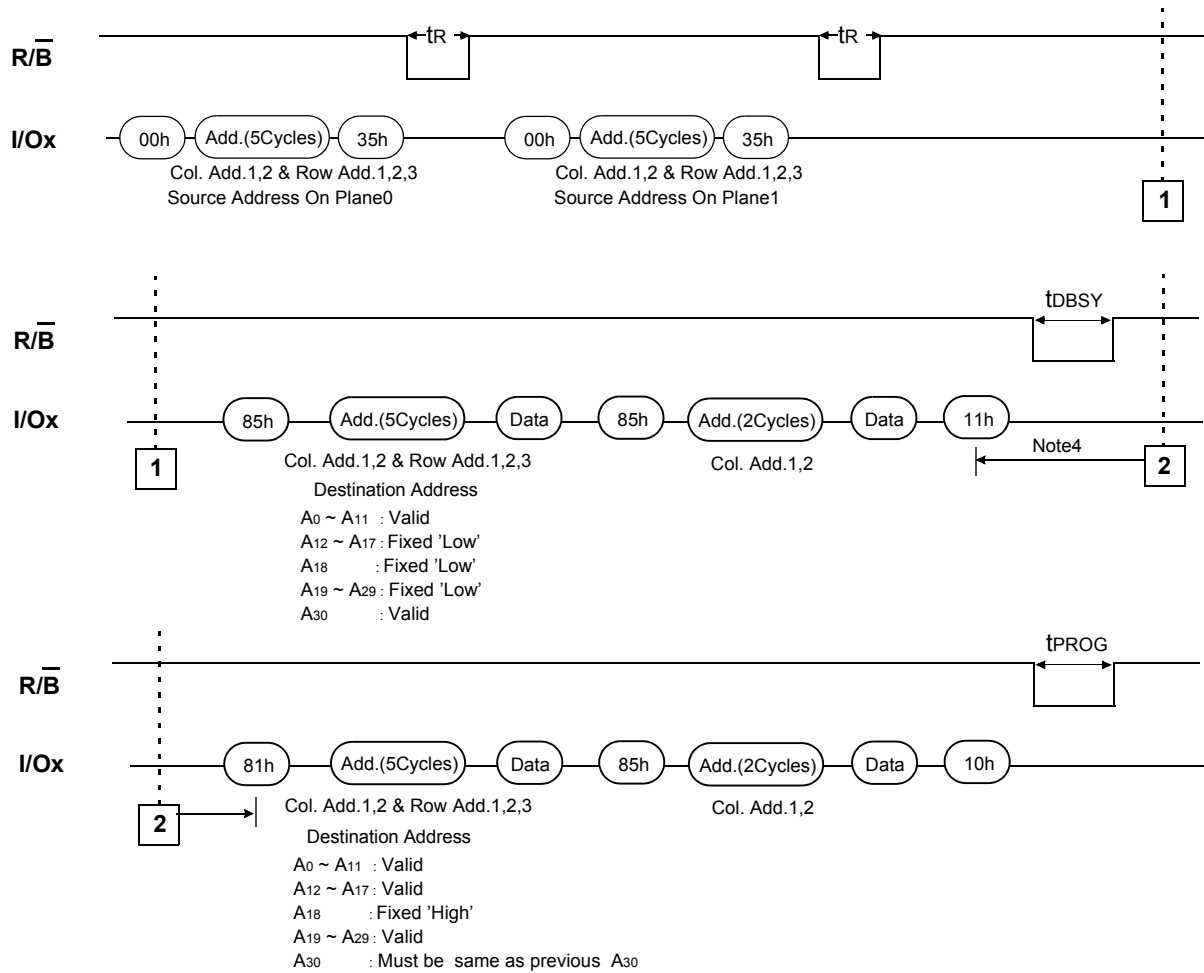 tR tR
R/B̅
I/Ox 00h Add.(5Cycles) 35h 00h Add.(5Cycles) 35h
Col. Add.1,2 & Row Add.1,2,3 Col. Add.1,2 & Row Add.1,2,3
Source Address On Plane0 Source Address On Plane1
1
tDBSY
R/B̅
I/Ox 85h Add.(5Cycles) Data 85h Add.(2Cycles) Data 11h
1 Col. Add.1,2 & Row Add.1,2,3 Col. Add.1,2 Note4 2
Destination Address
A0 ~ A11 : Valid
A12 ~ A17 : Fixed 'Low'
A18 : Fixed 'Low'
A19 ~ A29 : Fixed 'Low'
A30 : Valid
tPROG
R/B̅
I/Ox 81h Add.(5Cycles) Data 85h Add.(2Cycles) Data 10h
2 Col. Add.1,2 & Row Add.1,2,3 Col. Add.1,2
Destination Address
A0 ~ A11 : Valid
A12 ~ A17 : Valid
A18 : Fixed 'High'
A19 ~ A29 : Valid
A30 : Must be same as previous A30